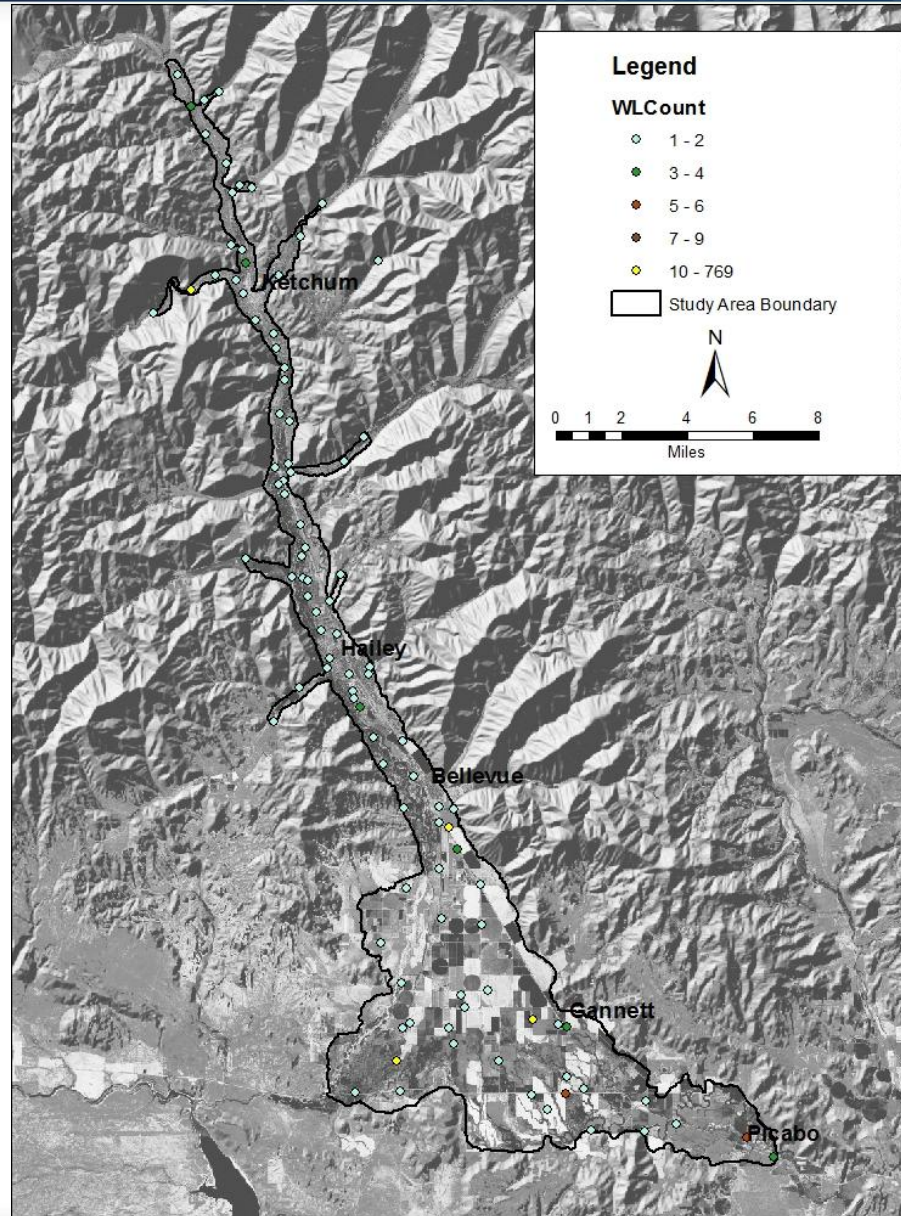 Legend
WLCount
1 - 2
3 - 4
5 - 6
7 - 9
10 - 769
Study Area Boundary
N
0 1 2 4 6 8
Miles
Ketchum
Hailey
Bellevue
Gannett
Picabo